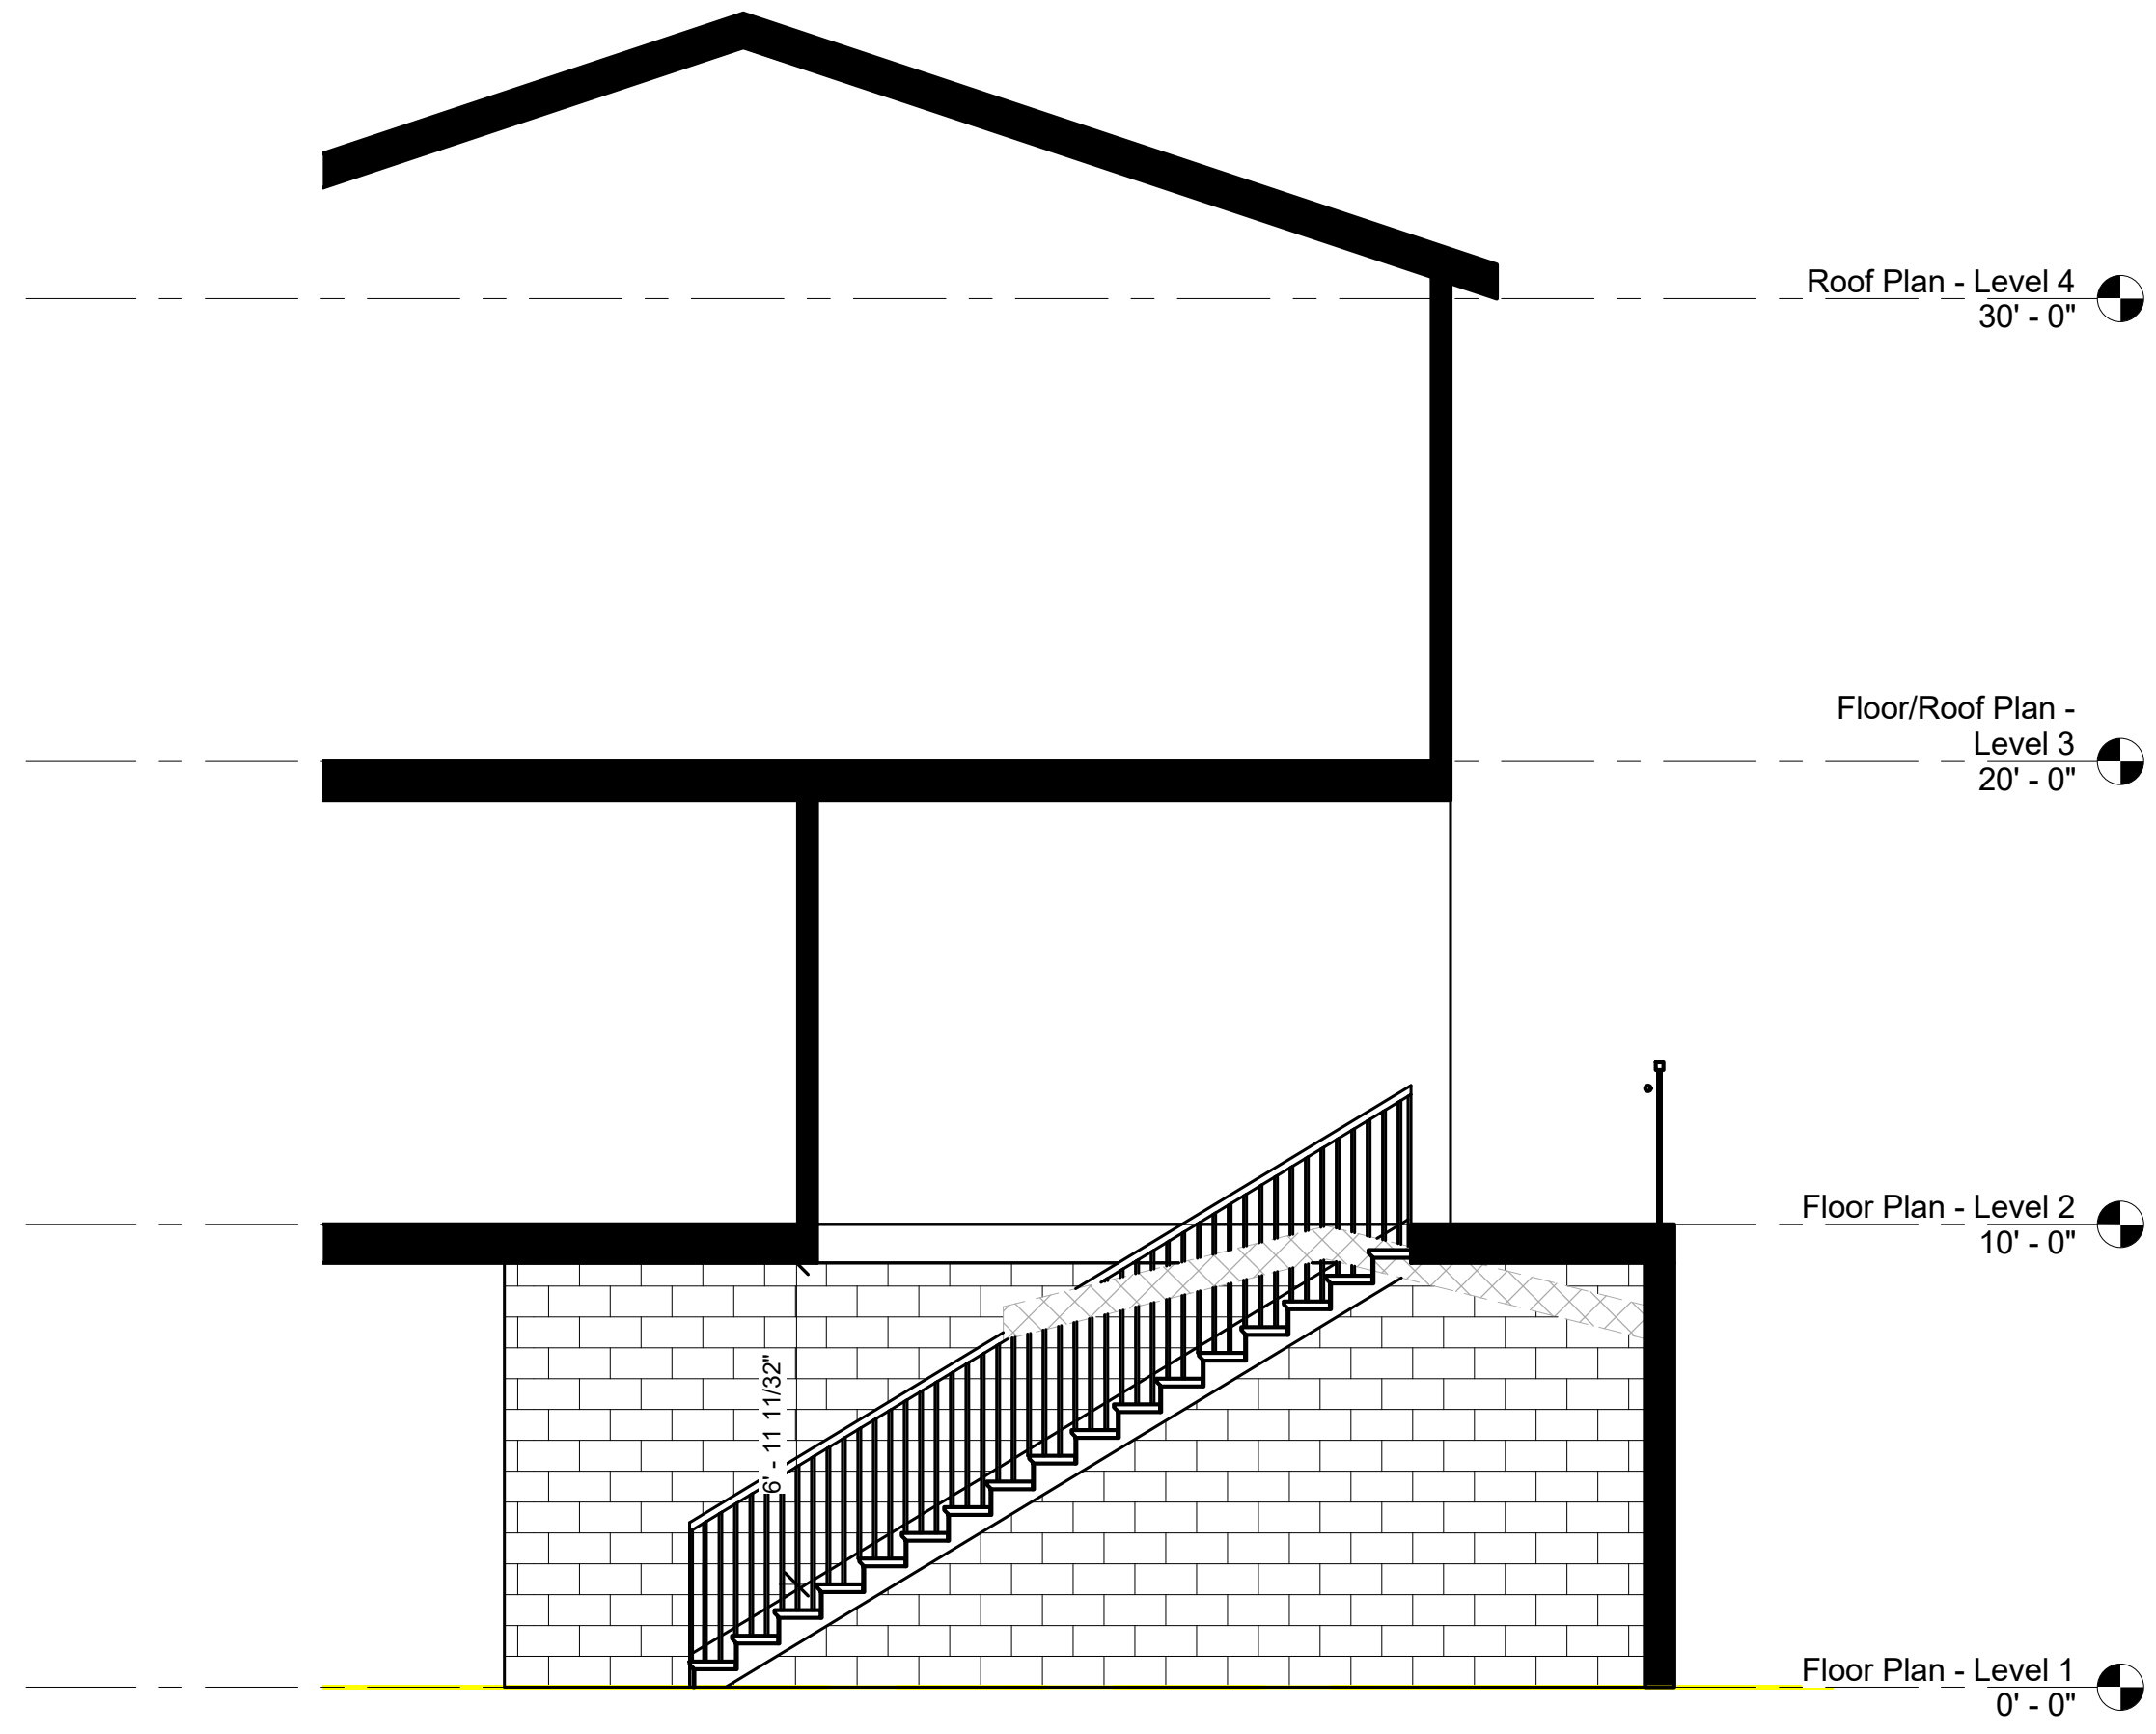 Roof Plan - Level 4
30' - 0"
Floor/Roof Plan -
Level 3
20' - 0"
Floor Plan - Level 2
10' - 0"
6' - 11 11/32"
Floor Plan - Level 1
0' - 0"